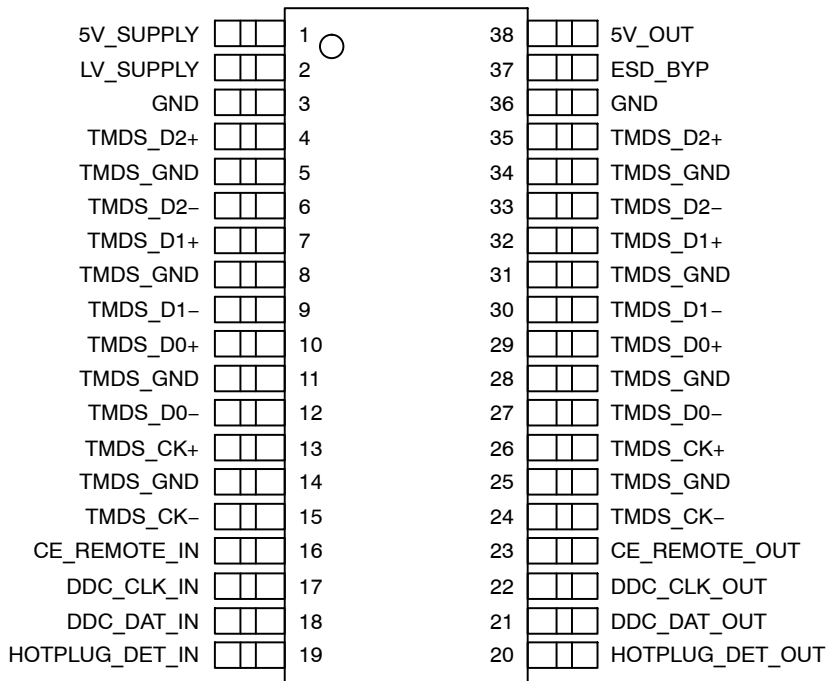 5V_SUPPLY 1 38 5V_OUT
LV_SUPPLY 2 37 ESD_BYP
GND 3 36 GND
TMDS_D2+ 4 35 TMDS_D2+
TMDS_GND 5 34 TMDS_GND
TMDS_D2− 6 33 TMDS_D2−
TMDS_D1+ 7 32 TMDS_D1+
TMDS_GND 8 31 TMDS_GND
TMDS_D1− 9 30 TMDS_D1−
TMDS_D0+ 10 29 TMDS_D0+
TMDS_GND 11 28 TMDS_GND
TMDS_D0− 12 27 TMDS_D0−
TMDS_CK+ 13 26 TMDS_CK+
TMDS_GND 14 25 TMDS_GND
TMDS_CK− 15 24 TMDS_CK−
CE_REMOTE_IN 16 23 CE_REMOTE_OUT
DDC_CLK_IN 17 22 DDC_CLK_OUT
DDC_DAT_IN 18 21 DDC_DAT_OUT
HOTPLUG_DET_IN 19 20 HOTPLUG_DET_OUT